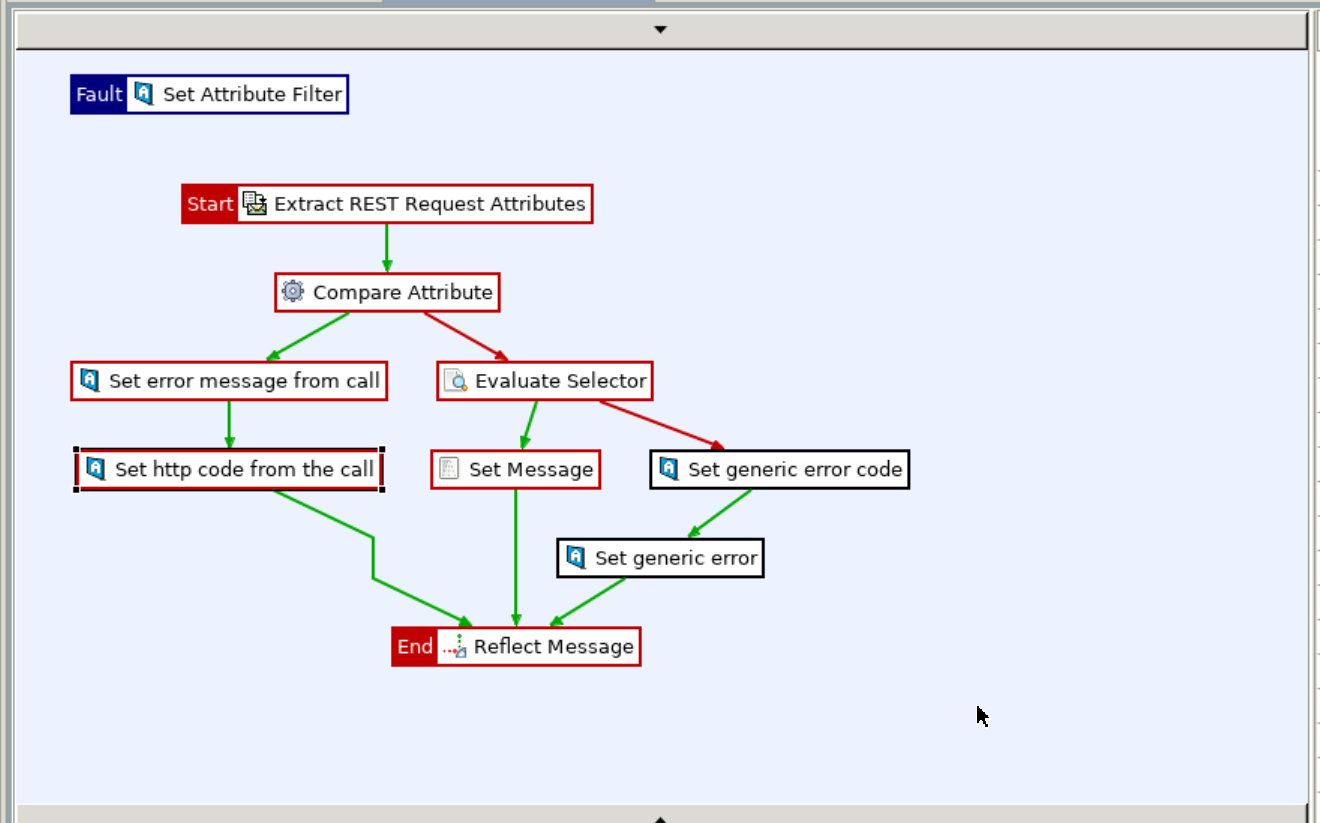 Fault Set Attribute Filter
Start Extract REST Request Attributes
Compare Attribute
Set error message from call
Evaluate Selector
Set http code from the call
Set Message
Set generic error code
Set generic error
End Reflect Message